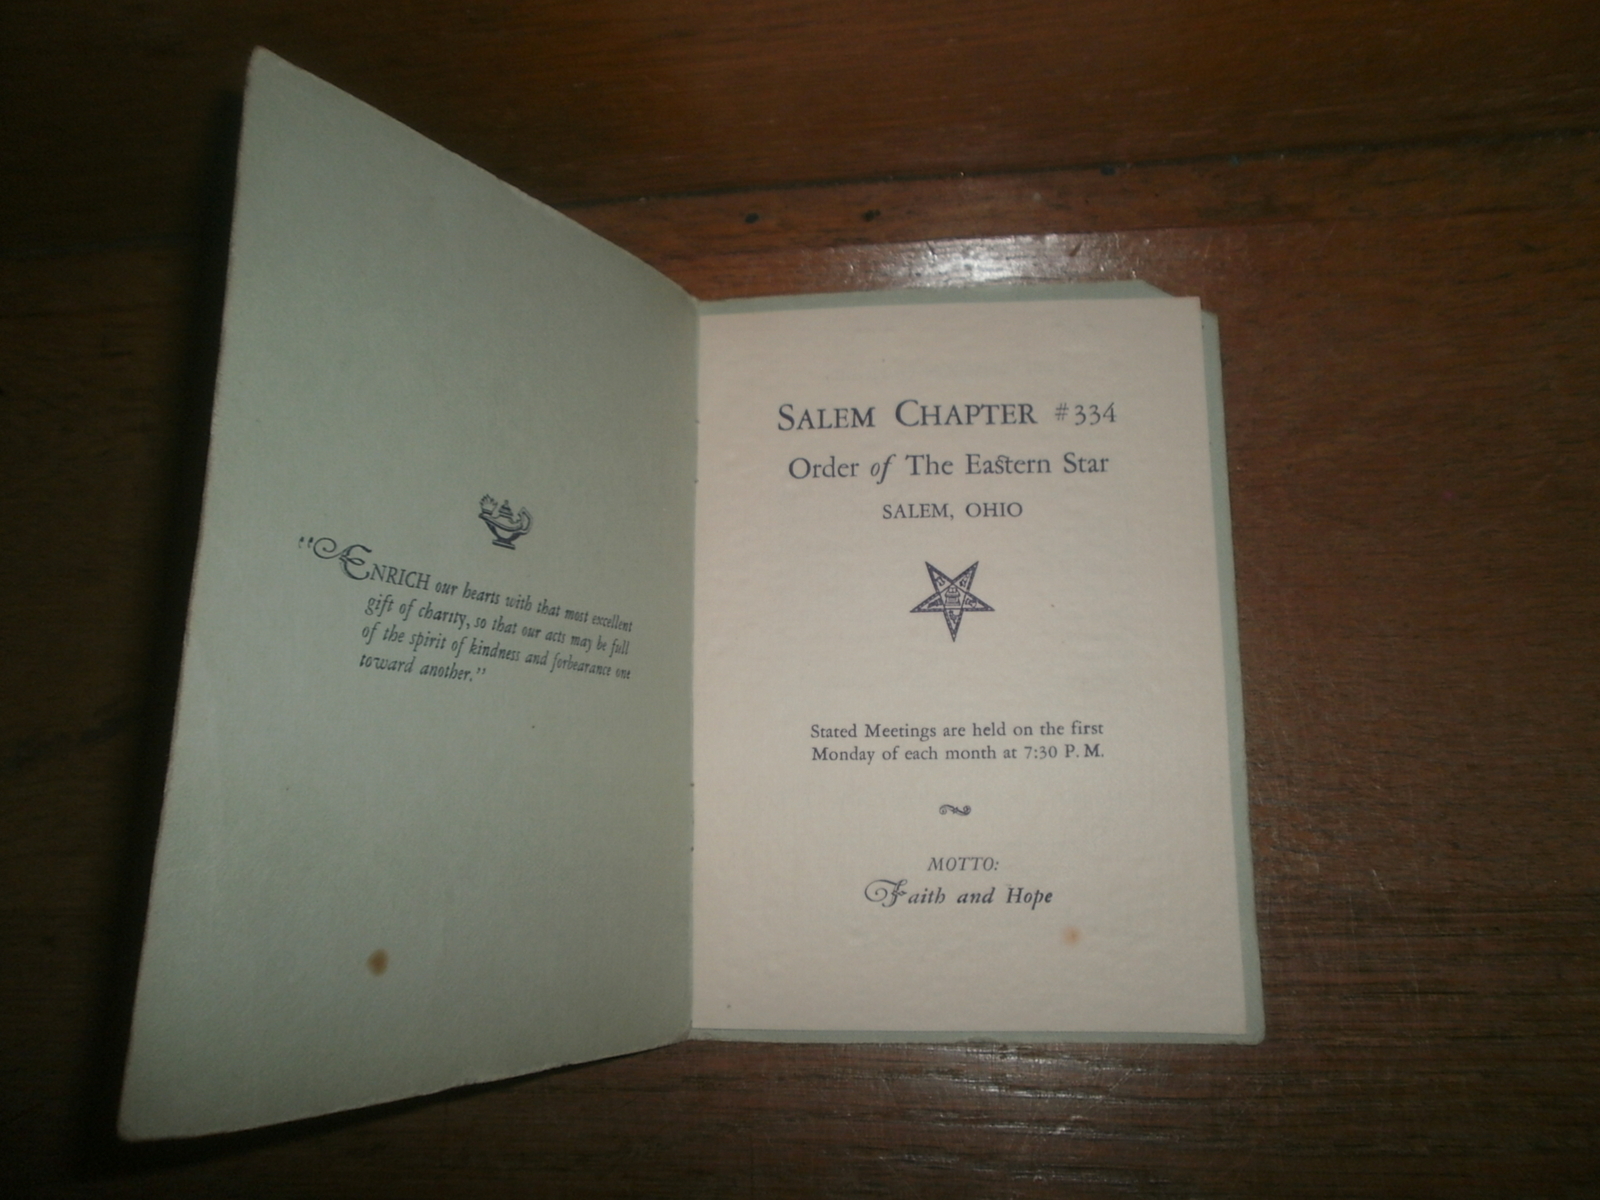 "ENRICH our hearts with that most excellent
gift of charity, so that our acts may be full
of the spirit of kindness and forbearance one
toward another."
SALEM CHAPTER #334
Order of The Eastern Star
SALEM, OHIO
Stated Meetings are held on the first
Monday of each month at 7:30 P. M.
MOTTO:
Faith and Hope